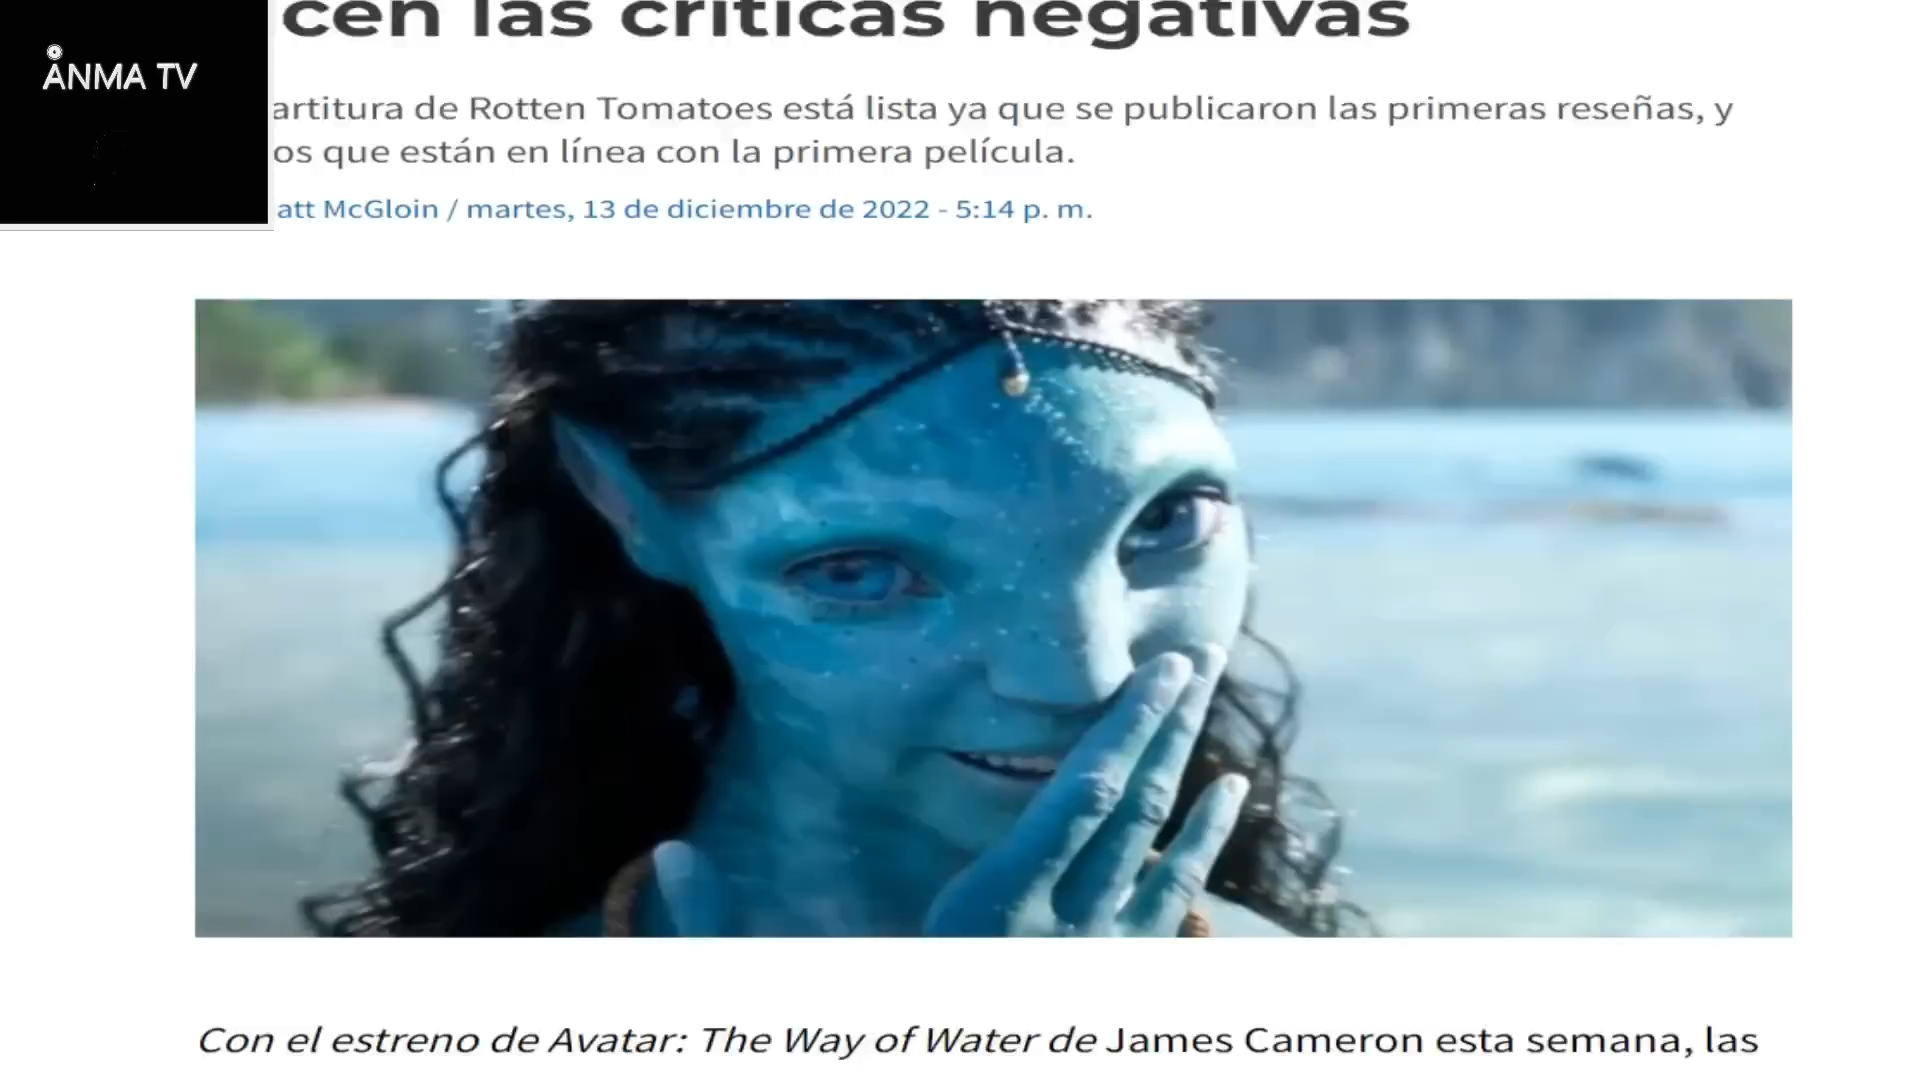 ANMA TV
cen las críticas negativas
artitura de Rotten Tomatoes está lista ya que se publicaron las primeras reseñas, y
os que están en línea con la primera película.
att McGloin / martes, 13 de diciembre de 2022 - 5:14 p. m.
Con el estreno de Avatar: The Way of Water de James Cameron esta semana, las